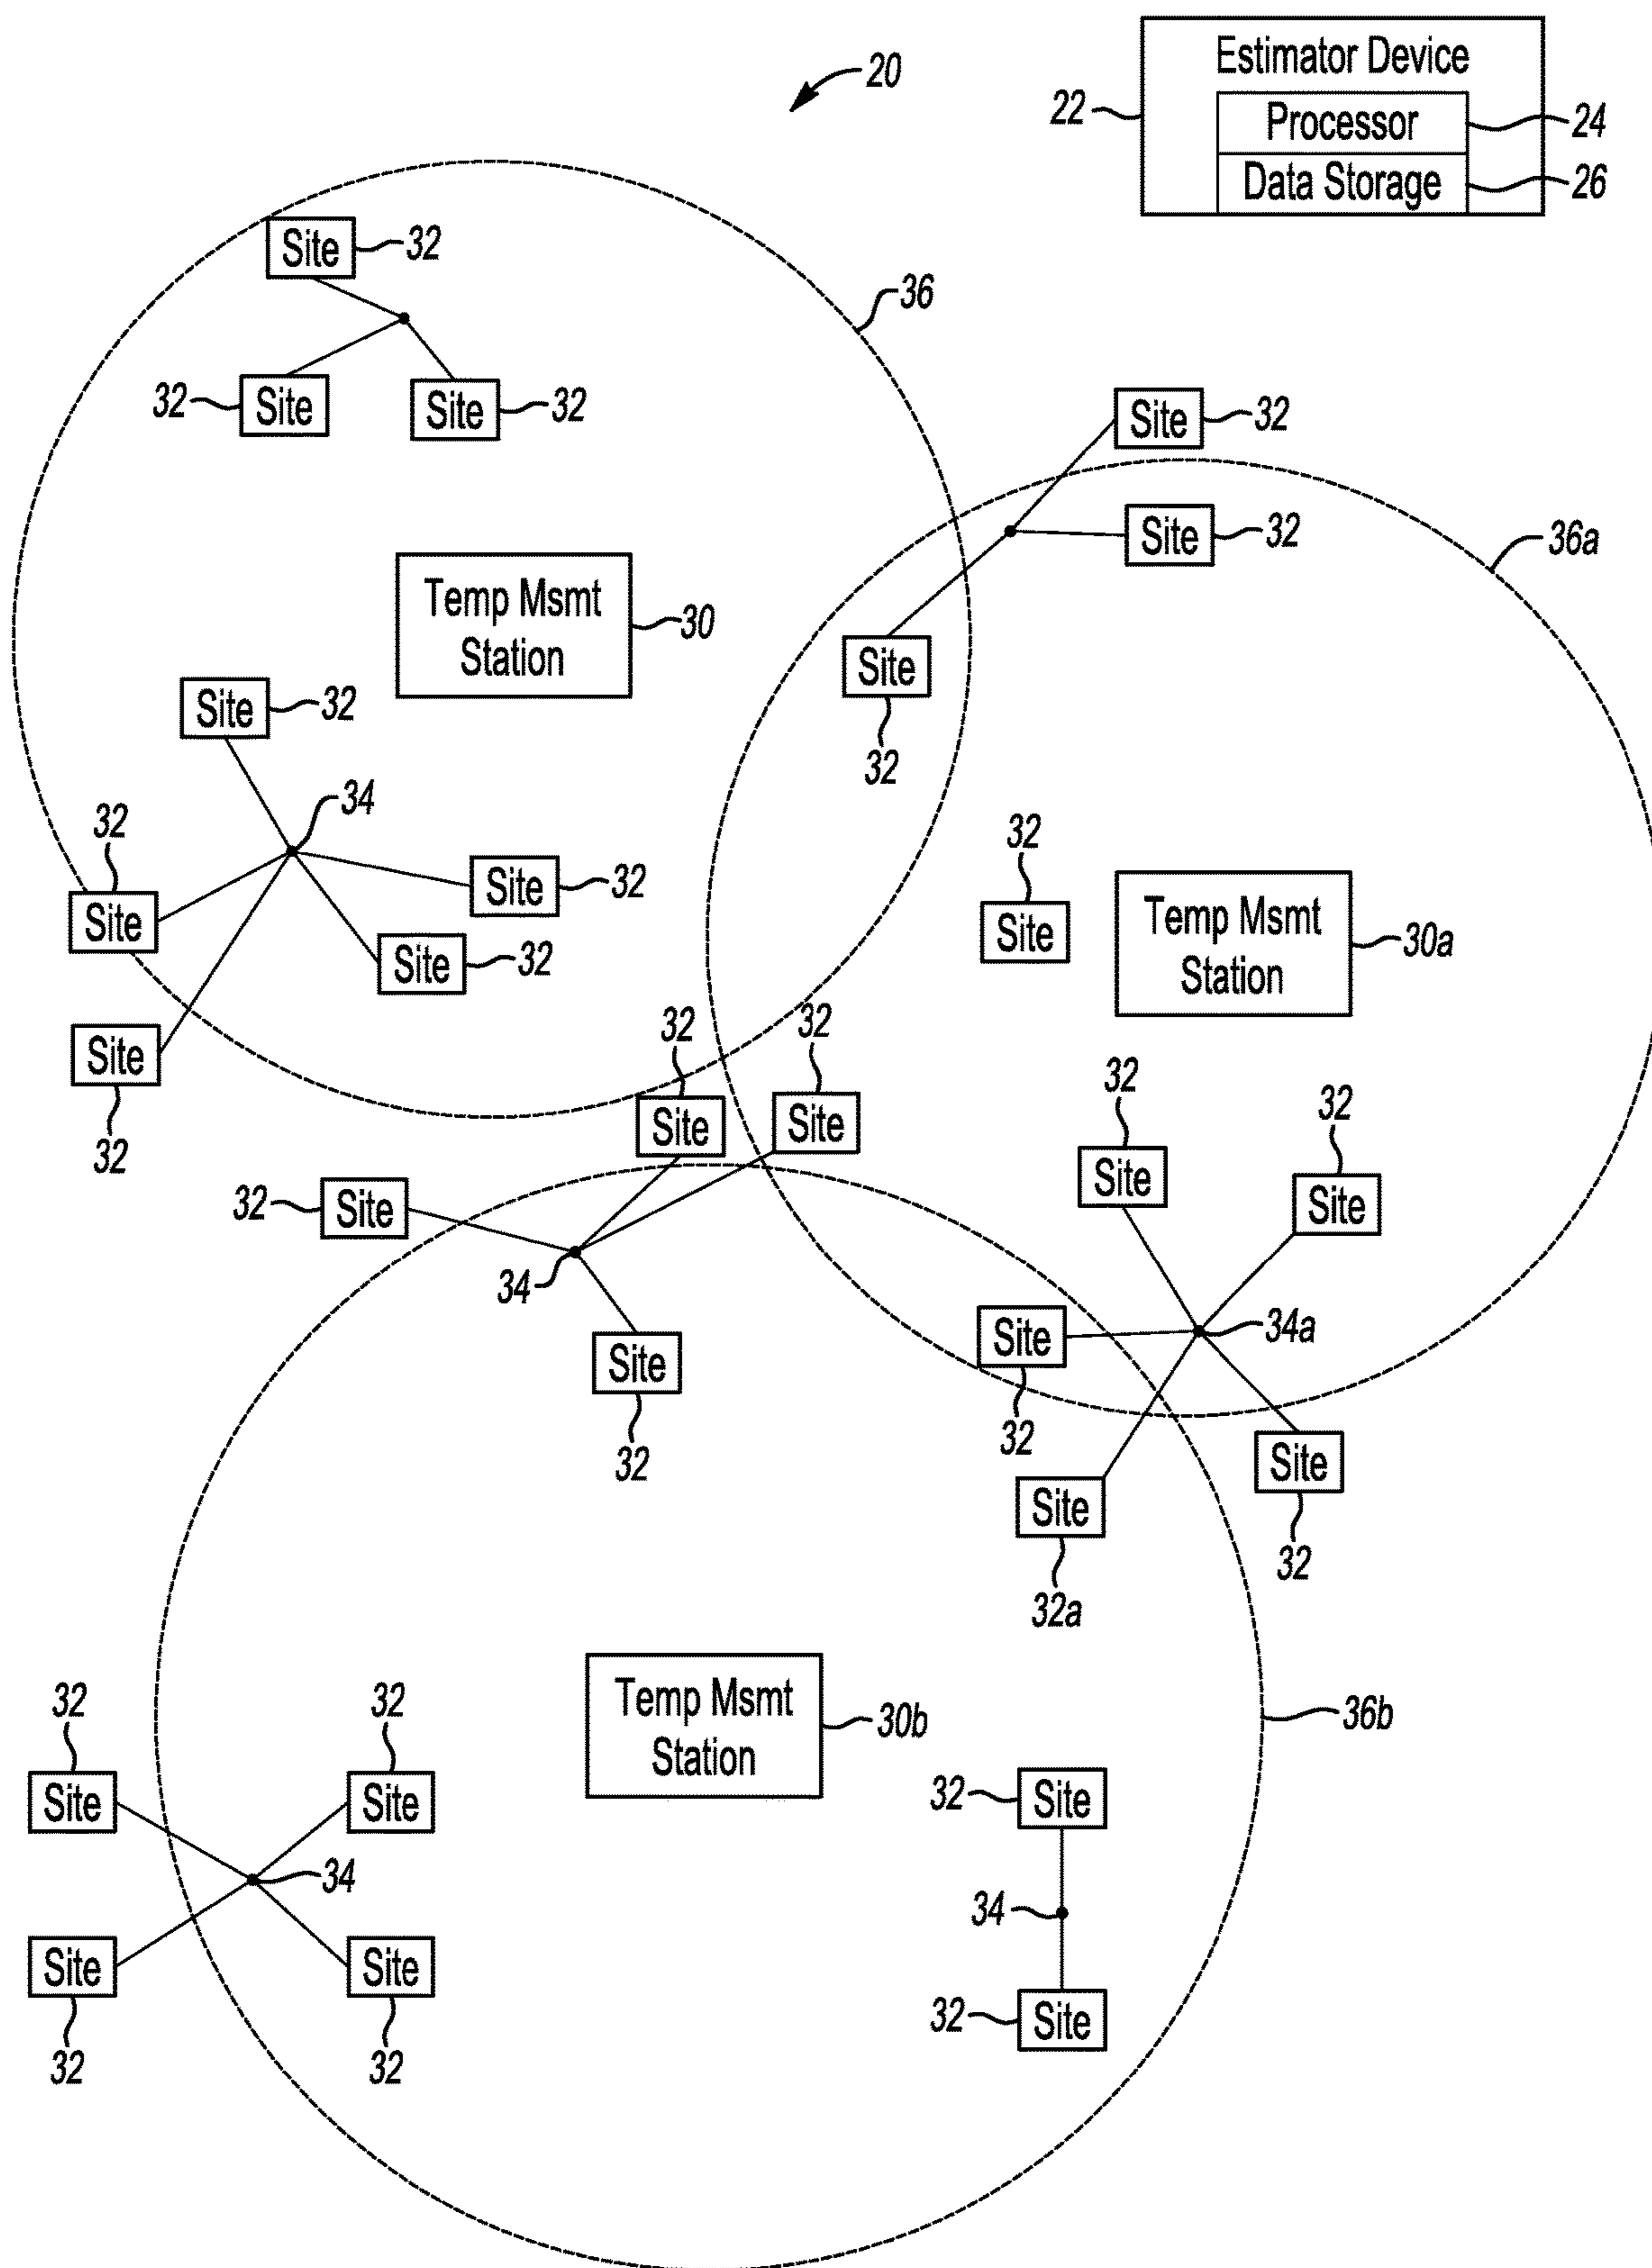 20
Estimator Device
22
Processor
24
Data Storage
26
Site
32
36
32
Site
Site
32
Site
32
Site
32
36a
Temp Msmt
Station
30
Site
32
Site
32
34
32
Site
Site
32
Site
32
Site
32
32
Site
Temp Msmt
Station
30a
32
Site
32
Site
32
Site
32
Site
32
Site
34
Site
32
Site
32
34a
Site
32
Site
32a
Temp Msmt
Station
30b
36b
32
Site
32
Site
34
Site
32
Site
32
32
Site
34
32
Site